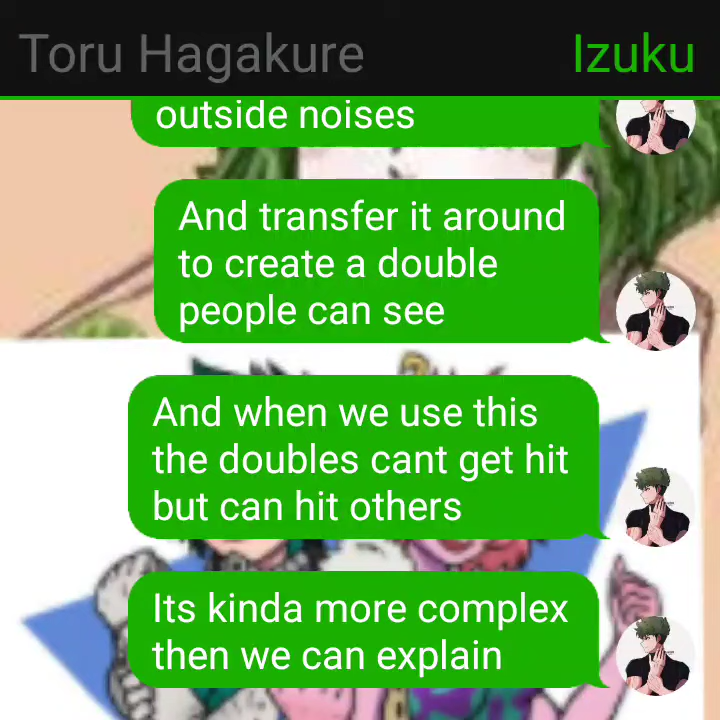 Toru Hagakure
Izuku
outside noises
And transfer it around
to create a double
people can see
And when we use this
the doubles cant get hit
but can hit others
Its kinda more complex
then we can explain